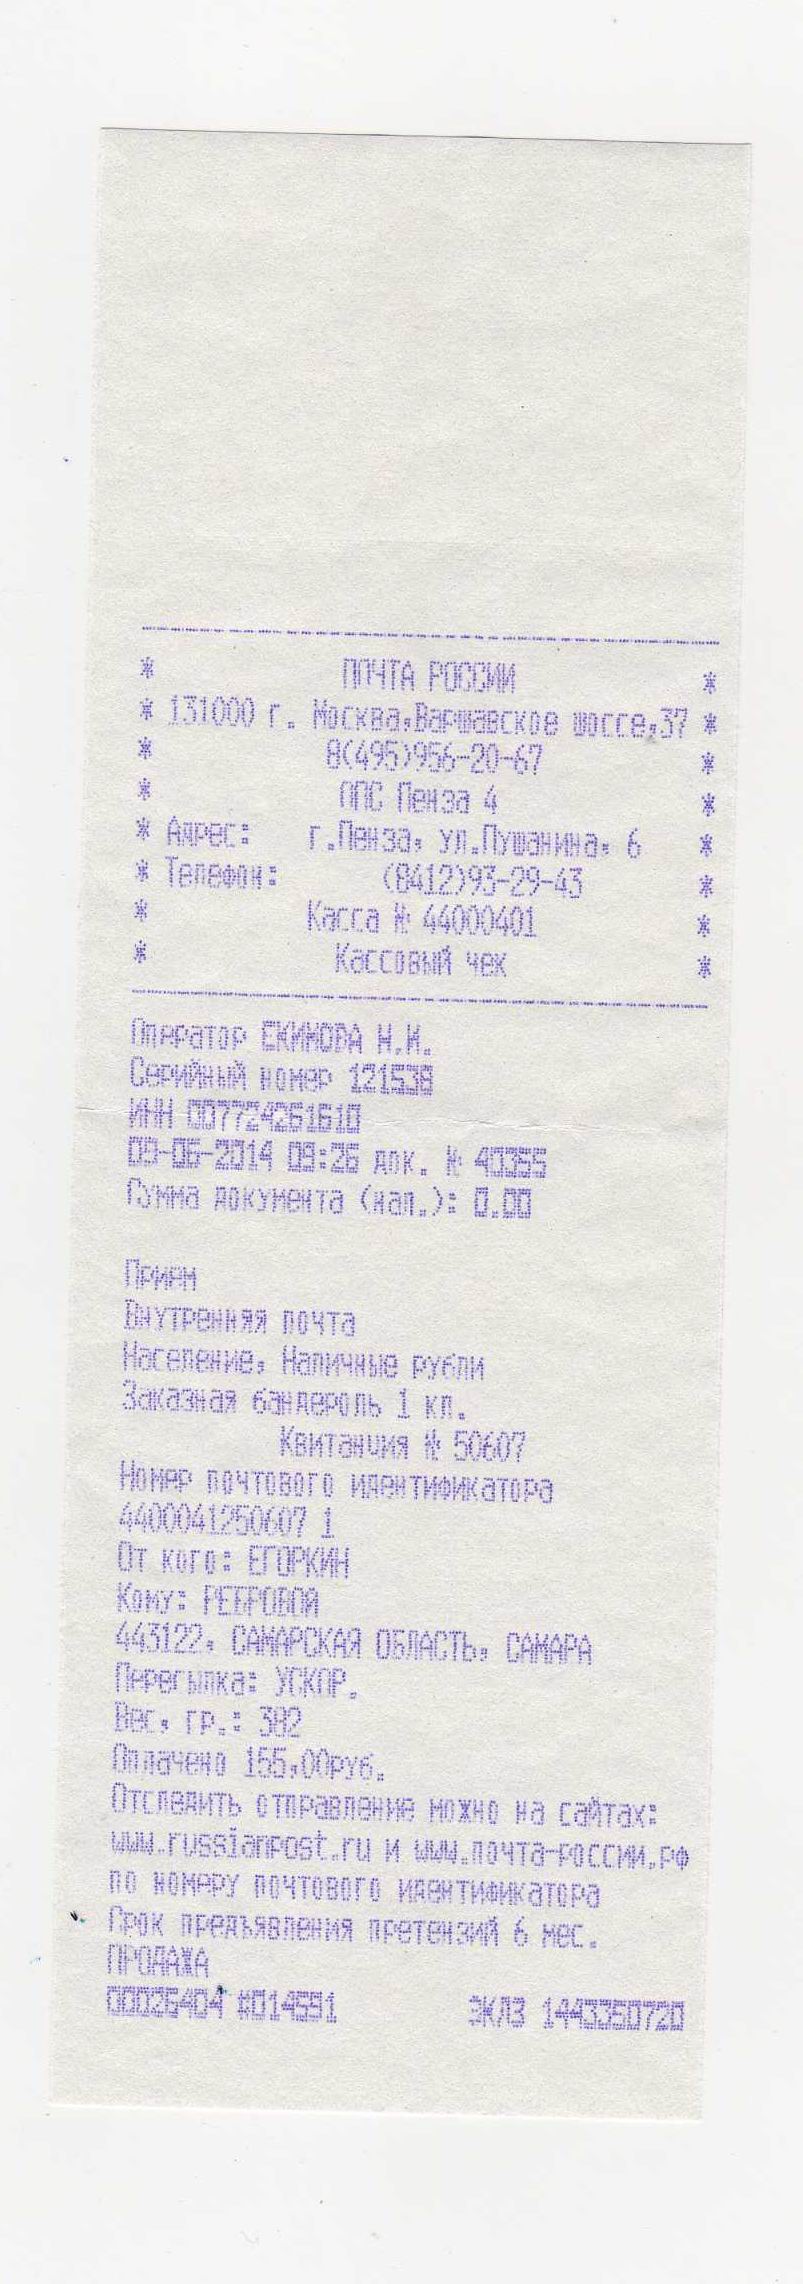 * ПОЧТА РОССИИ *
* 131000 г. Москва,Варшавское шоссе,37 *
* 8(495)956-20-67 *
* ППС Пенза 4 *
* Адрес: г.Пенза, ул.Пушанина, 6 *
* Телефон: (8412)93-29-43 *
* Касса № 44000401 *
* Кассовый чек *
Оператор ЕКИМОВА Н.И.
Серийный номер 121538
ИНН 007724261610
09-06-2014 09:26 док. № 40355
Сумма документа (нал.): 0.00
Прием
Внутренняя почта
Население, Наличные рубли
Заказная бандероль 1 кл.
Квитанция № 50607
Номер почтового идентификатора
4400041250607 1
От кого: ЕГОРКИН
Кому:
443122, САМАРСКАЯ ОБЛАСТЬ, САМАРА
Пересылка: УСКОР.
Вес, гр.: 382
Оплачено 155,00руб.
Отследить отправление можно на сайтах:
www.russianpost.ru и www.почта-россии.рф
по номеру почтового идентификатора
Срок предъявления претензий 6 мес.
ПРОДАЖА
00026404 #014591 ЭКЛЗ 1443350720